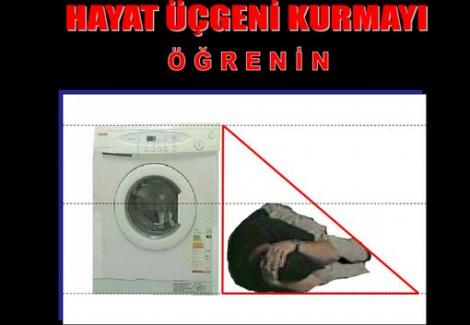 HAYAT ÜÇGENİ KURMAYI
ÖĞRENİN